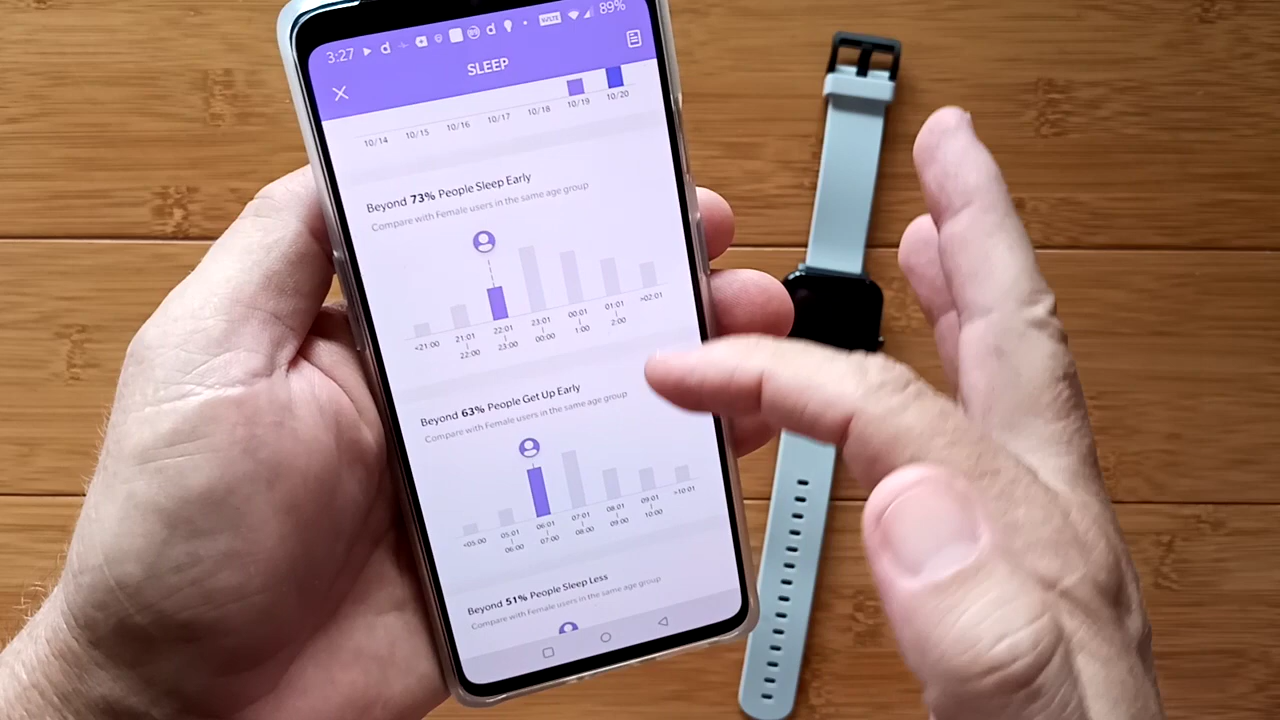 3:27 89%
SLEEP
10/14 10/15 10/16 10/17 10/18 10/19 10/20
Beyond 73% People Sleep Early
Compare with Female users in the same age group
<21:00 21:01 22:01 23:01 00:01 01:01 >02:01
22:00 23:00 00:00 1:00 2:00
Beyond 63% People Get Up Early
Compare with Female users in the same age group
<05:00 05:01 06:01 07:01 08:01 09:01 >10:01
06:00 07:00 08:00 09:00 10:00
Beyond 51% People Sleep Less
Compare with Female users in the same age group